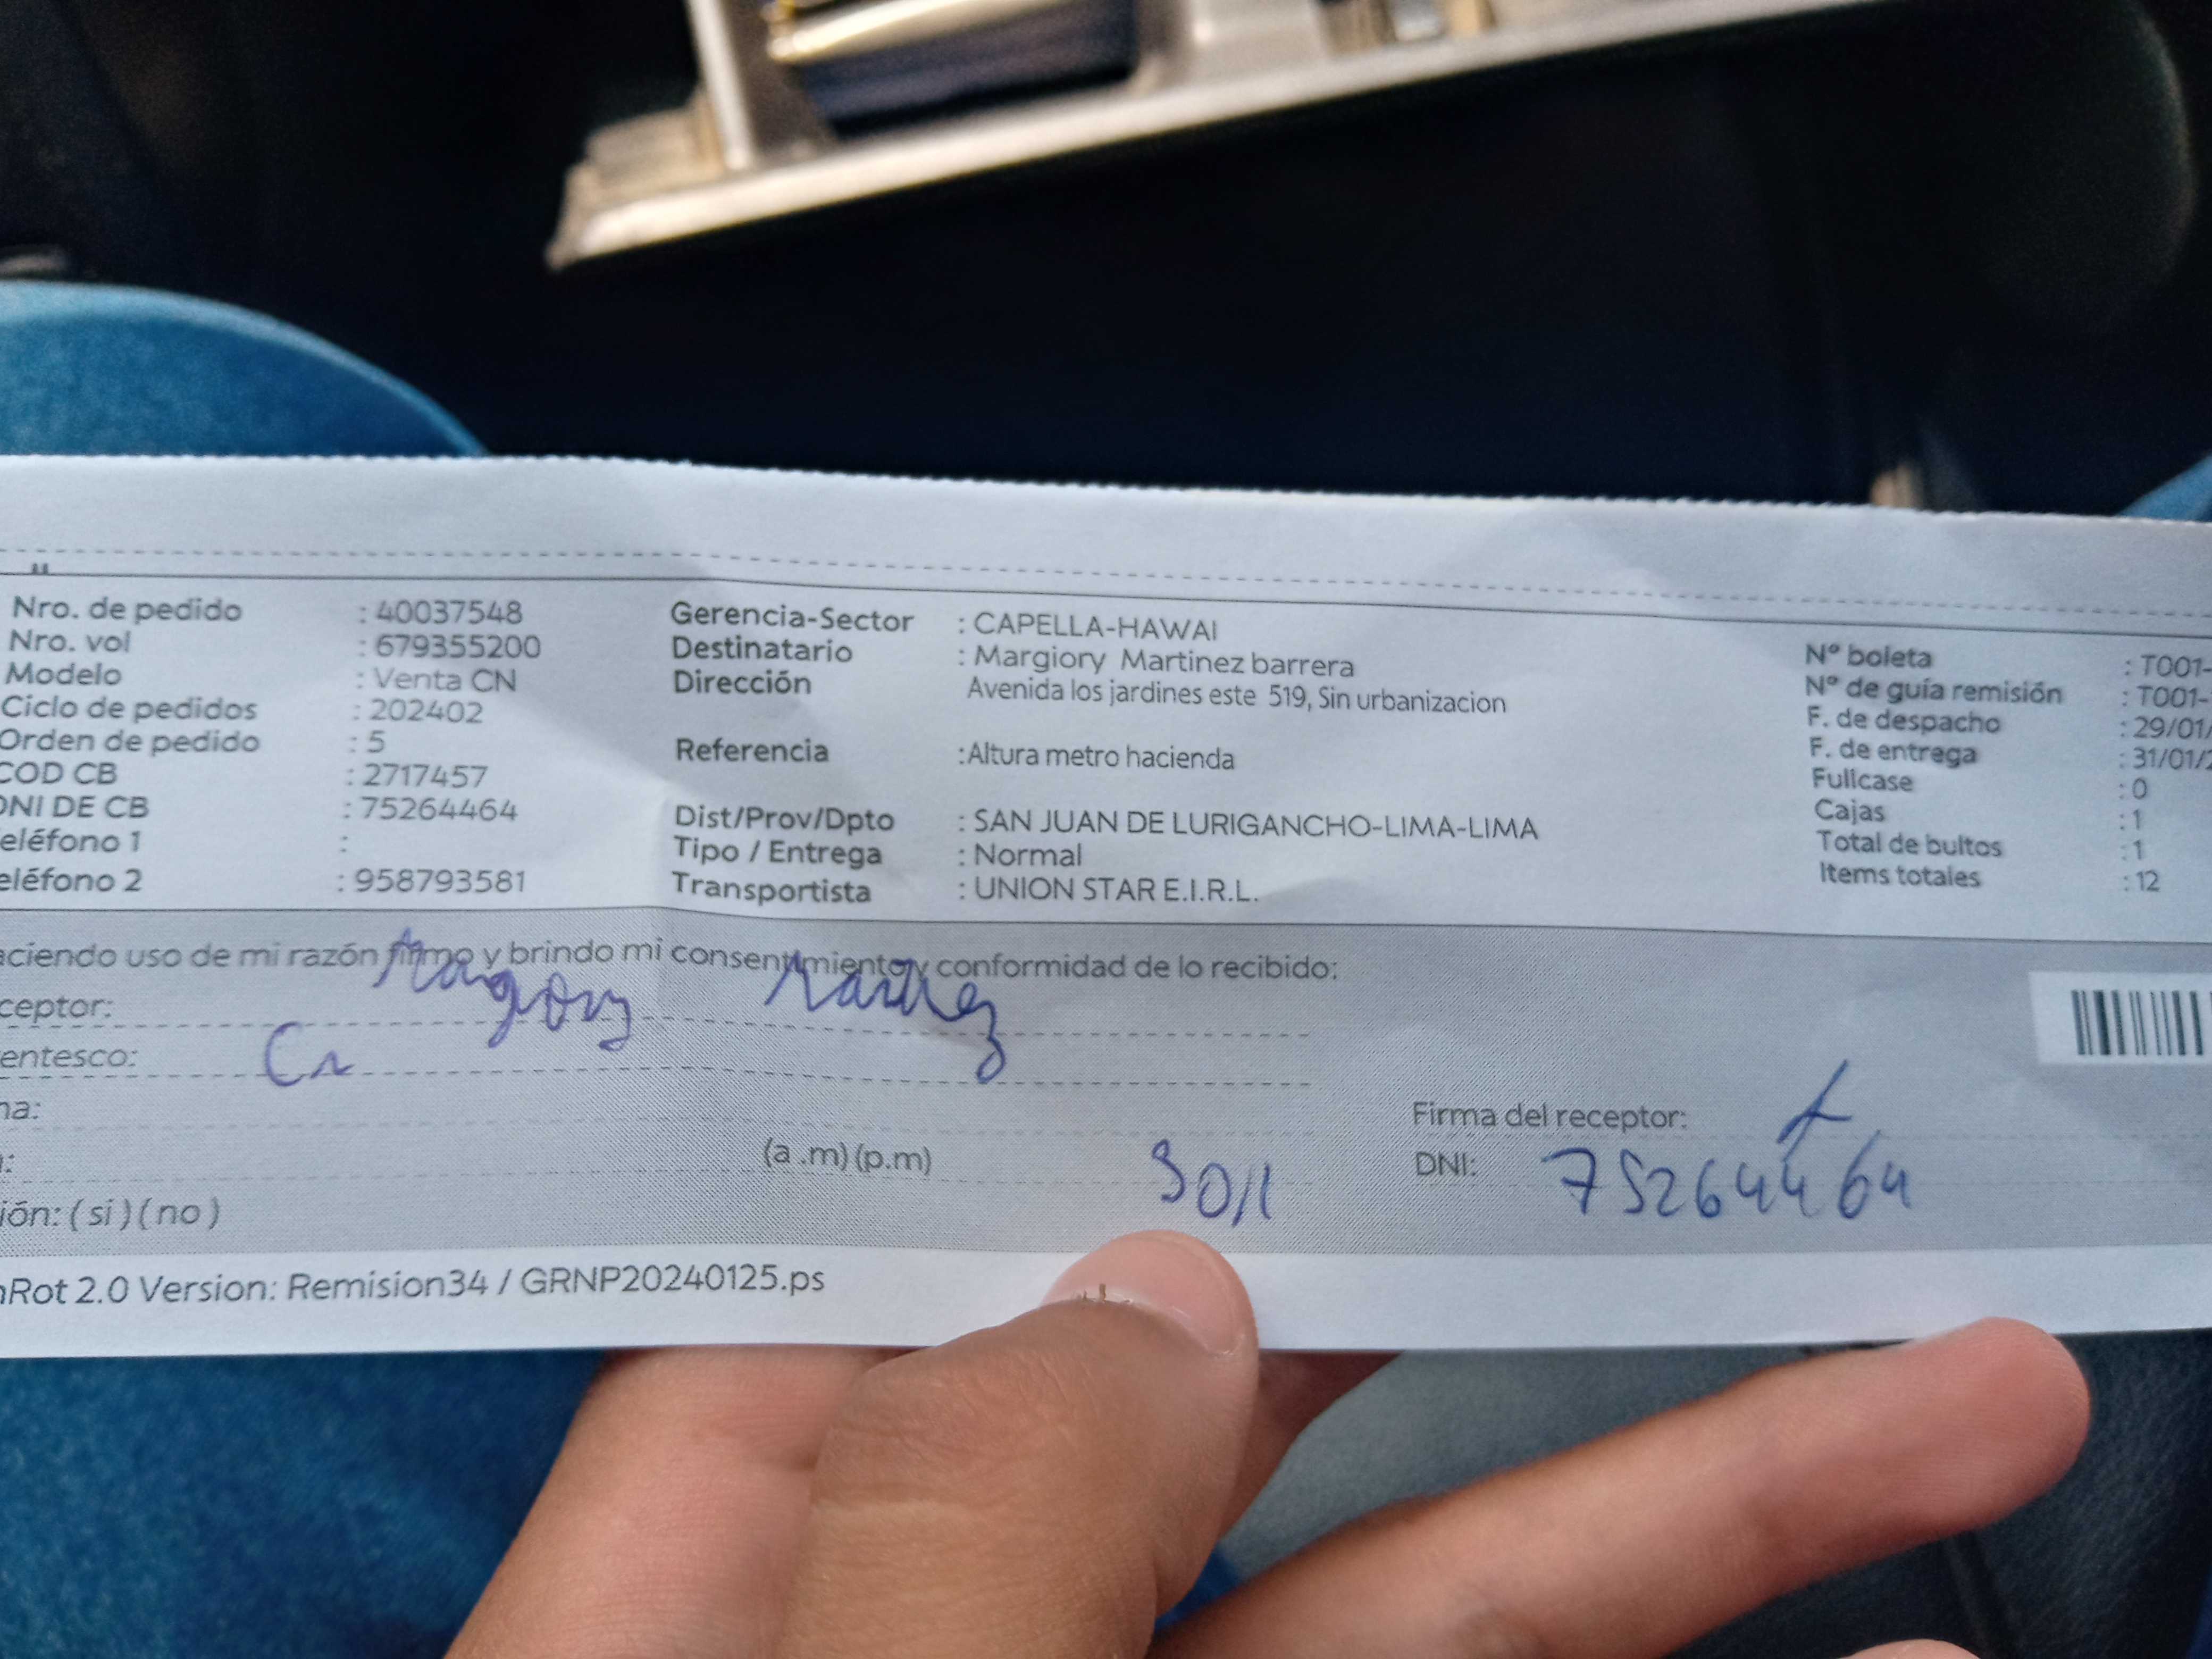 Nro. de pedido : 40037548
Nro. vol : 679355200
Modelo : Venta CN
Ciclo de pedidos : 202402
Orden de pedido : 5
COD CB : 2717457
DNI DE CB : 75264464
eléfono 1 :
eléfono 2 : 958793581
Gerencia-Sector : CAPELLA-HAWAI
Destinatario : Margiory Martinez barrera
Dirección Avenida los jardines este 519, Sin urbanizacion
Referencia :Altura metro hacienda
Dist/Prov/Dpto : SAN JUAN DE LURIGANCHO-LIMA-LIMA
Tipo / Entrega : Normal
Transportista : UNION STAR E.I.R.L.
Nº boleta : T001-
Nº de guía remisión : T001-
F. de despacho : 29/01/
F. de entrega : 31/01/2
Fullcase :0
Cajas :1
Total de bultos :1
Items totales :12
aciendo uso de mi razón firmo y brindo mi consentimiento y conformidad de lo recibido:
ceptor: Margiory Martinez
entesco: Cn
na:
(a .m) (p.m) 30/1
ión: ( si ) ( no )
Firma del receptor:
DNI: 75264464
Rot 2.0 Version: Remision34 / GRNP20240125.ps